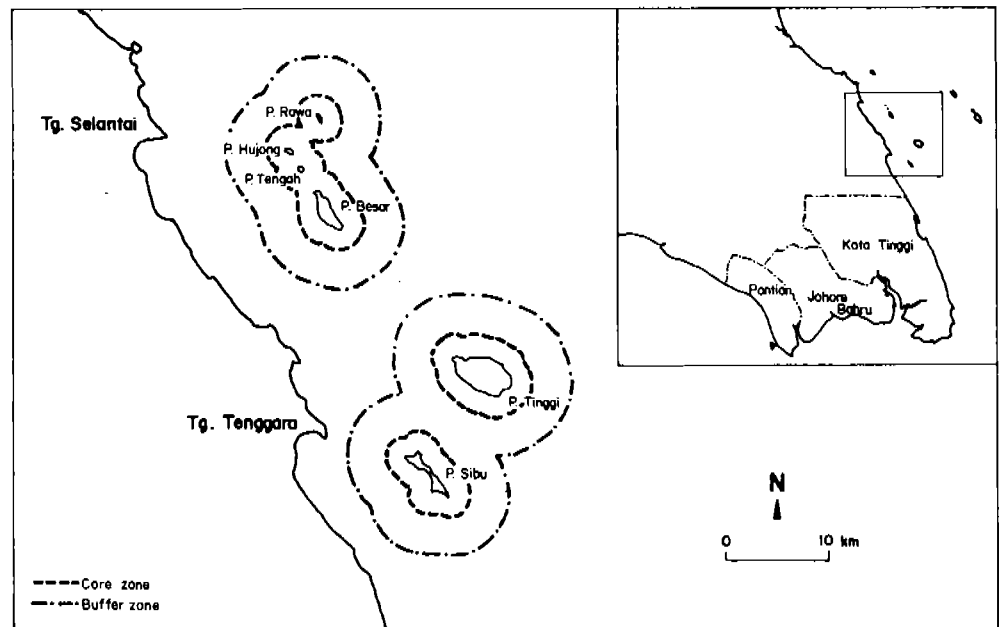 Tg. Selantai
P. Rawa
P. Hujong
P. Tengah
P. Besar
Tg. Tenggara
P. Tinggi
P. Sibu
Core zone
Buffer zone
Kota Tinggi
Pontian
Johore
Bahru
N
0 10 km